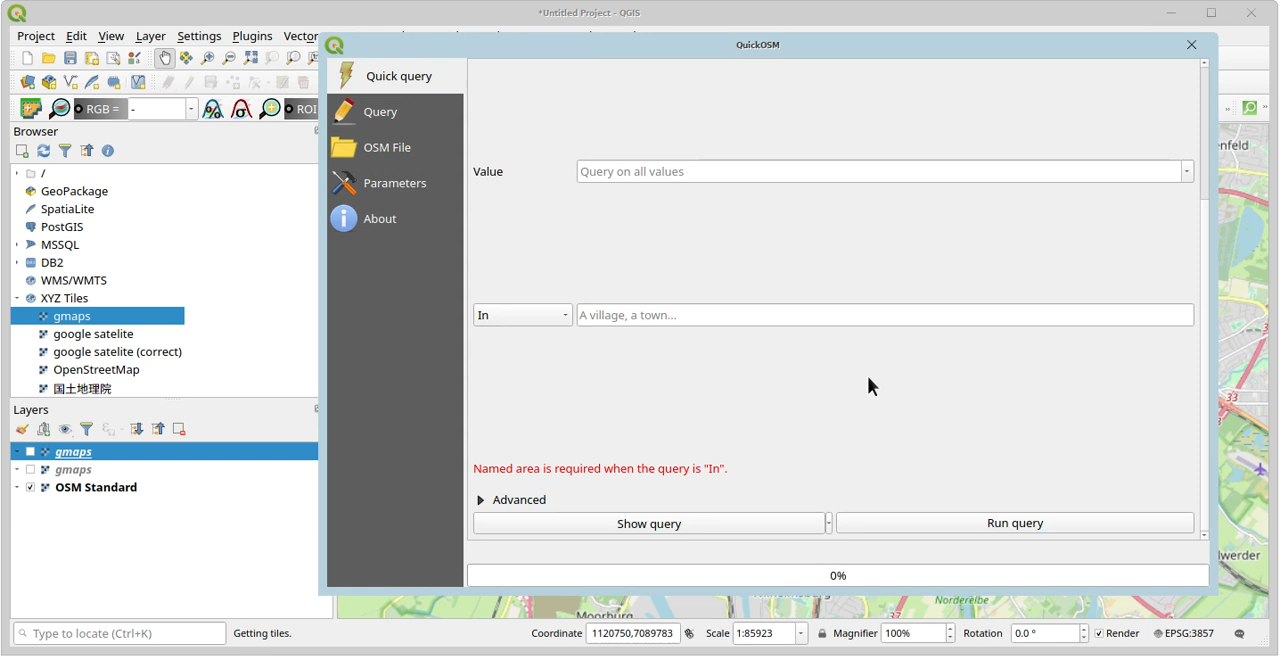 *Untitled Project - QGIS
Project Edit View Layer Settings Plugins Vector
QuickOSM
RGB = -
ROI
Browser
/
GeoPackage
SpatiaLite
PostGIS
MSSQL
DB2
WMS/WMTS
XYZ Tiles
gmaps
google satelite
google satelite (correct)
OpenStreetMap
国土地理院
Layers
gmaps
gmaps
OSM Standard
Quick query
Query
OSM File
Parameters
About
Value Query on all values
In A village, a town...
Named area is required when the query is "In".
Advanced
Show query Run query
0%
nfeld
33
lwerder
Moorburg
33
Norderelbe
Type to locate (Ctrl+K) Getting tiles. Coordinate 1120750,7089783 Scale 1:85923 Magnifier 100% Rotation 0.0 ° Render EPSG:3857